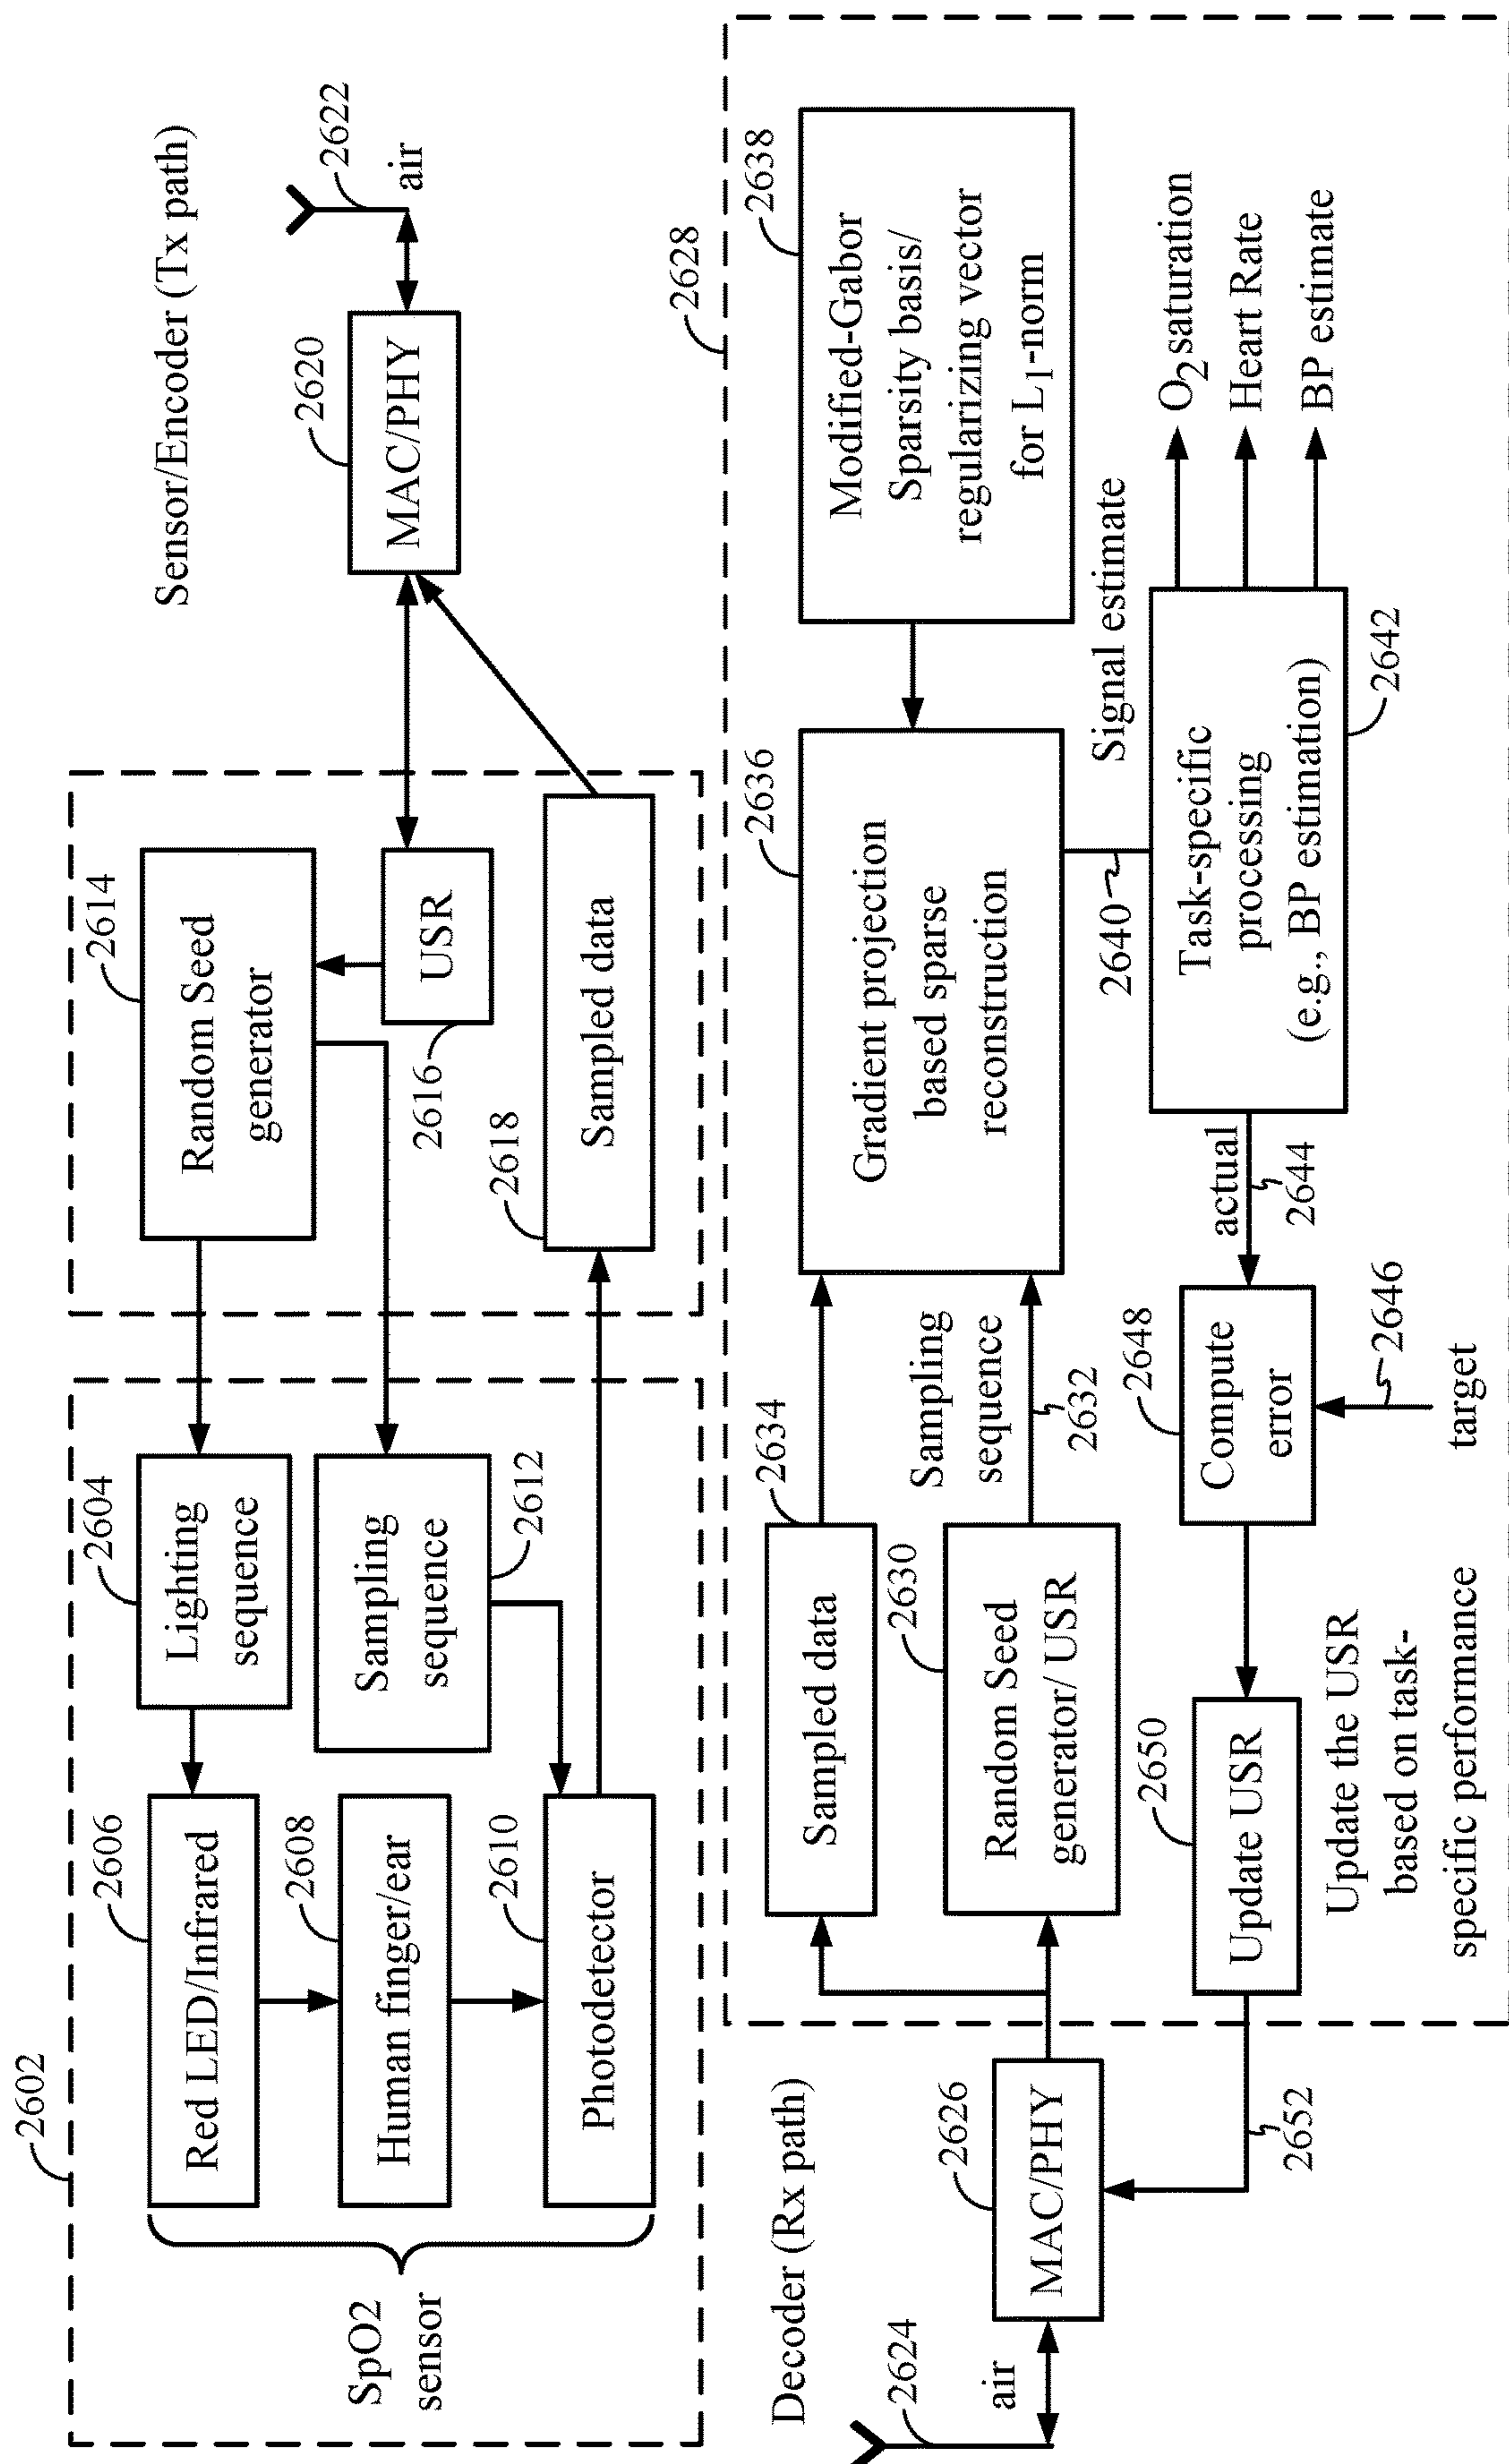 Sensor/Encoder (Tx path)
2602
SpO2
sensor
2606
Red LED/Infrared
2608
Human finger/ear
2610
Photodetector
2604
Lighting
sequence
Sampling
sequence
2612
2614
Random Seed
generator
USR
2616
2618
Sampled data
2620
MAC/PHY
2622
air
Decoder (Rx path)
2624
air
2626
MAC/PHY
2628
2634
Sampled data
2630
Random Seed
generator/ USR
Sampling
sequence
2632
2636
Gradient projection
based sparse
reconstruction
2638
Modified-Gabor
Sparsity basis/
regularizing vector
for L1-norm
2640
Signal estimate
Task-specific
processing
(e.g., BP estimation)
2642
O2 saturation
Heart Rate
BP estimate
actual
2644
2648
Compute
error
2646
target
2650
Update USR
Update the USR
based on task-
specific performance
2652